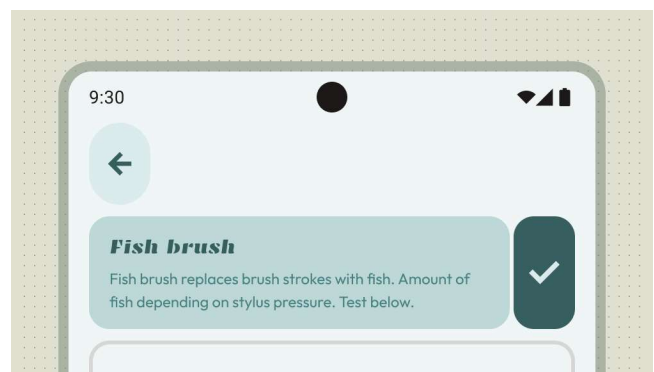 9:30
Fish brush
Fish brush replaces brush strokes with fish. Amount of
fish depending on stylus pressure. Test below.